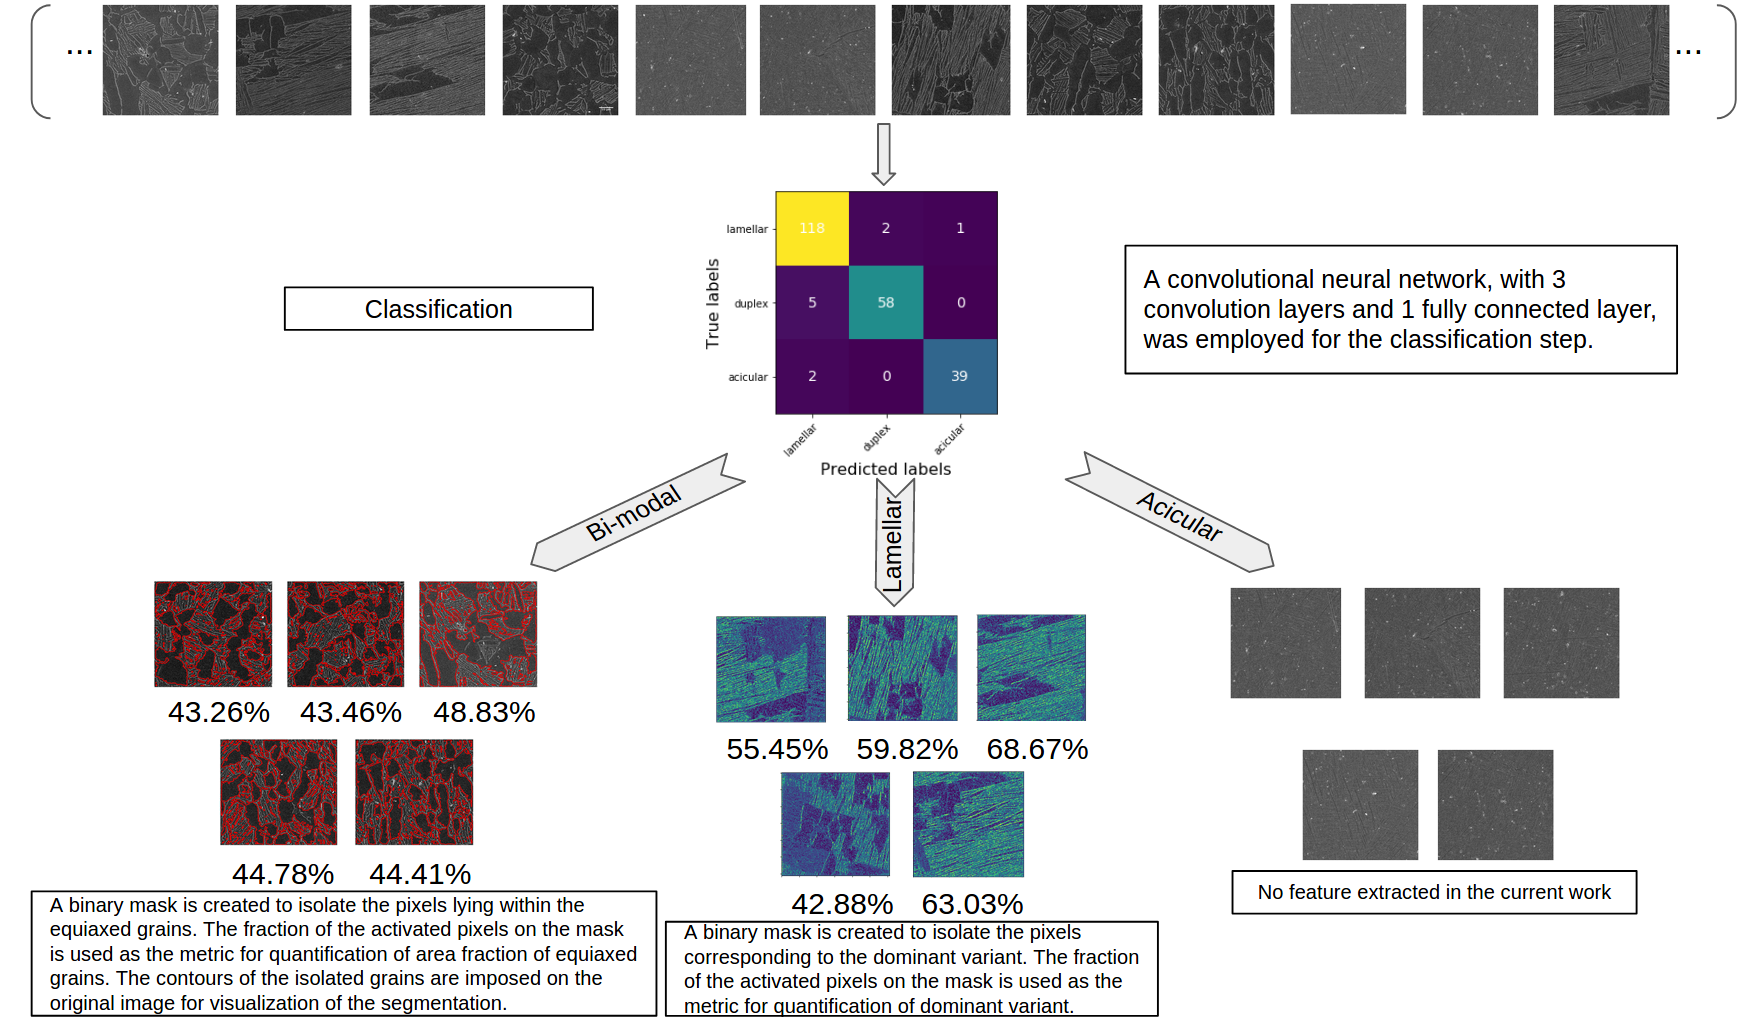 ...
...
lamellar
118
2
1
duplex
5
58
0
acicular
2
0
39
True labels
lamellar
duplex
acicular
Predicted labels
Classification
A convolutional neural network, with 3
convolution layers and 1 fully connected layer,
was employed for the classification step.
Bi-modal
Lamellar
Acicular
43.26%
43.46%
48.83%
44.78%
44.41%
A binary mask is created to isolate the pixels lying within the
equiaxed grains. The fraction of the activated pixels on the mask
is used as the metric for quantification of area fraction of equiaxed
grains. The contours of the isolated grains are imposed on the
original image for visualization of the segmentation.
55.45%
59.82%
68.67%
42.88%
63.03%
A binary mask is created to isolate the pixels
corresponding to the dominant variant. The fraction
of the activated pixels on the mask is used as the
metric for quantification of dominant variant.
No feature extracted in the current work